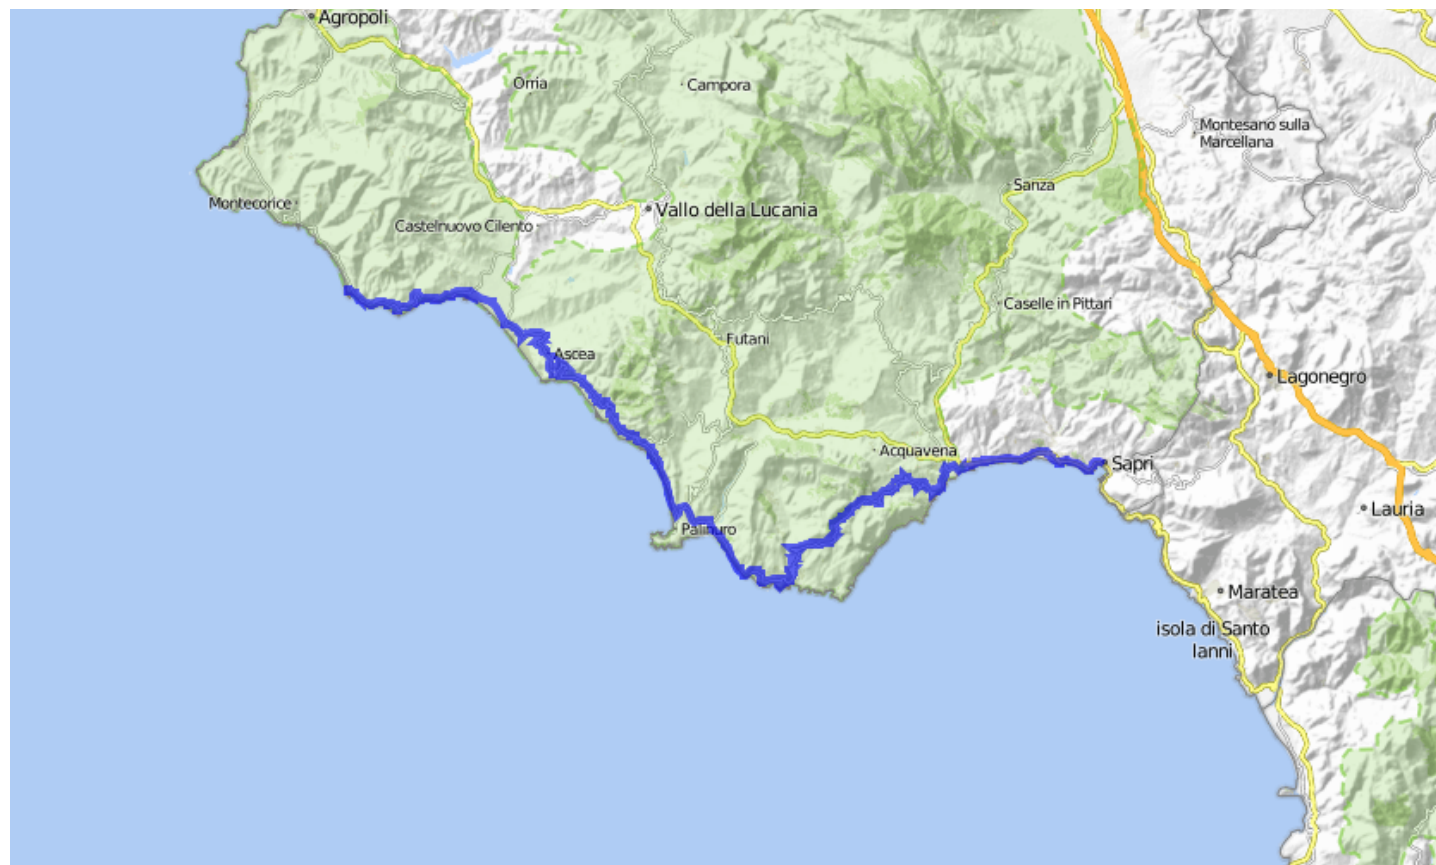 Agropoli
Orria
Campora
Montesano sulla
Marcellana
Sanza
Montecorice
Vallo della Lucania
Castelnuovo Cilento
Caselle in Pittari
Futani
Ascea
Lagonegro
Acquavena
Sapri
Lauria
Palinuro
Maratea
isola di Santo
Ianni